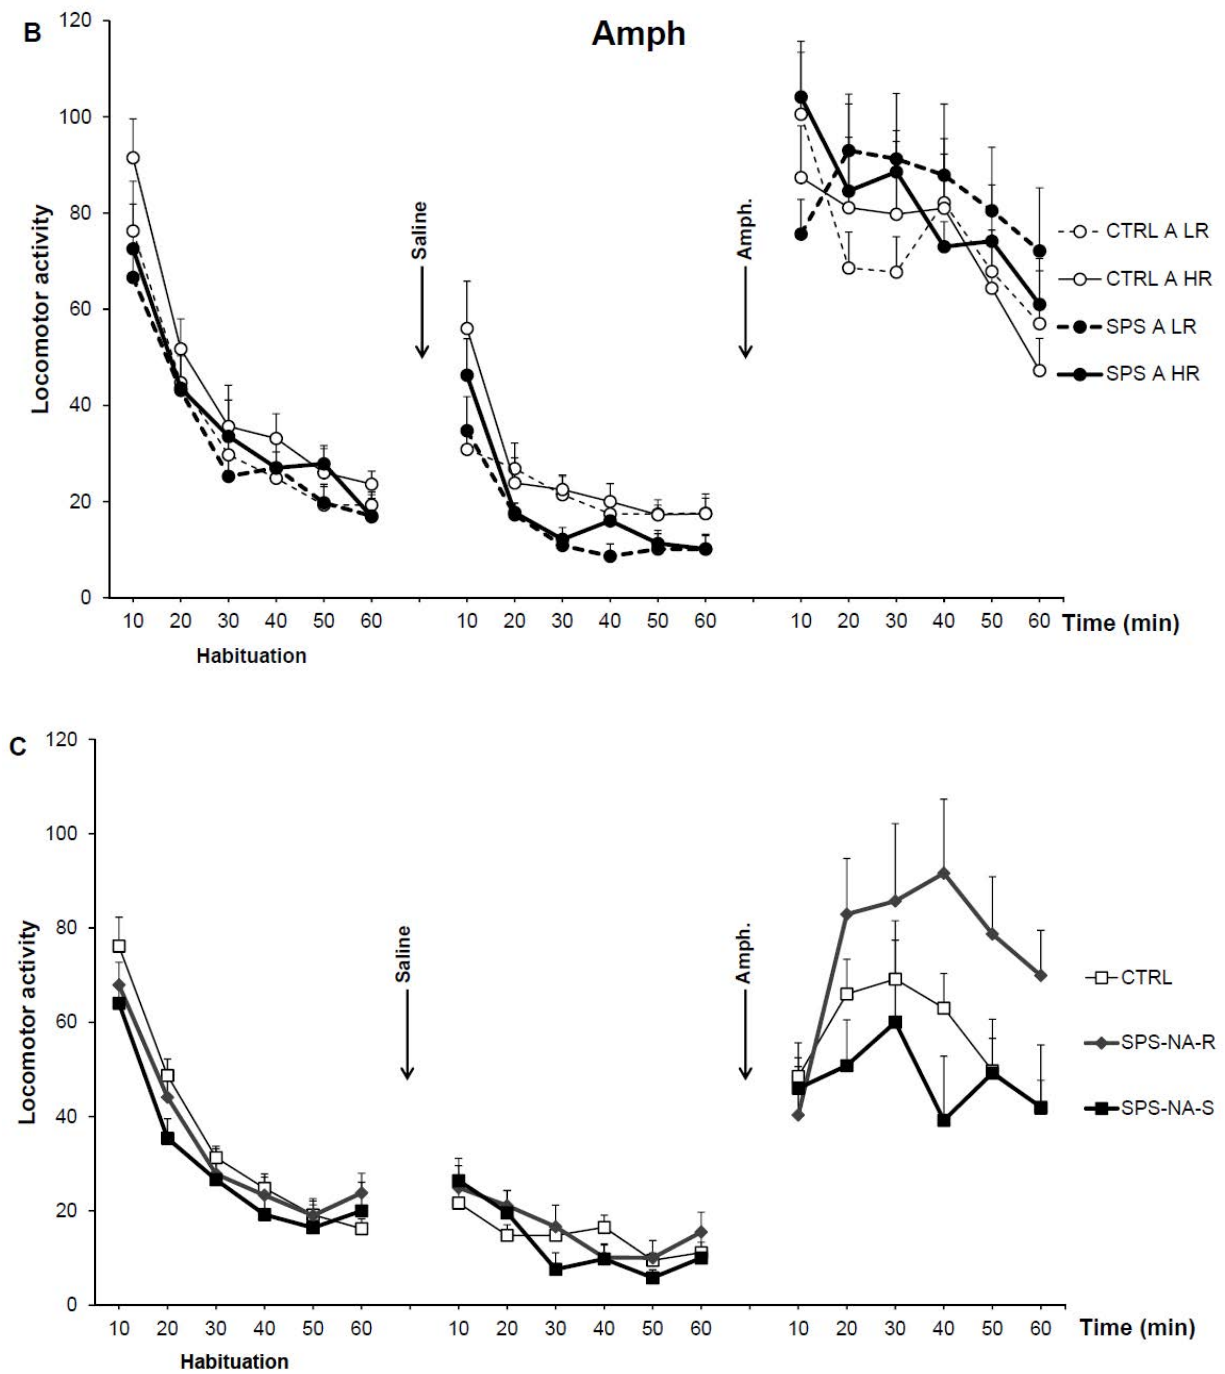 B
Amph
120
100
80
60
40
20
0
Locomotor activity
Saline
Amph.
CTRL A LR
CTRL A HR
SPS A LR
SPS A HR
10 20 30 40 50 60 10 20 30 40 50 60 10 20 30 40 50 60 Time (min)
Habituation
C
120
100
80
60
40
20
0
Locomotor activity
Saline
Amph.
CTRL
SPS-NA-R
SPS-NA-S
10 20 30 40 50 60 10 20 30 40 50 60 10 20 30 40 50 60 Time (min)
Habituation